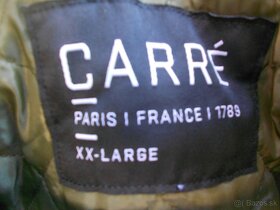 CARRÉ
PARIS | FRANCE | 1789
XX-LARGE
Bazos.sk